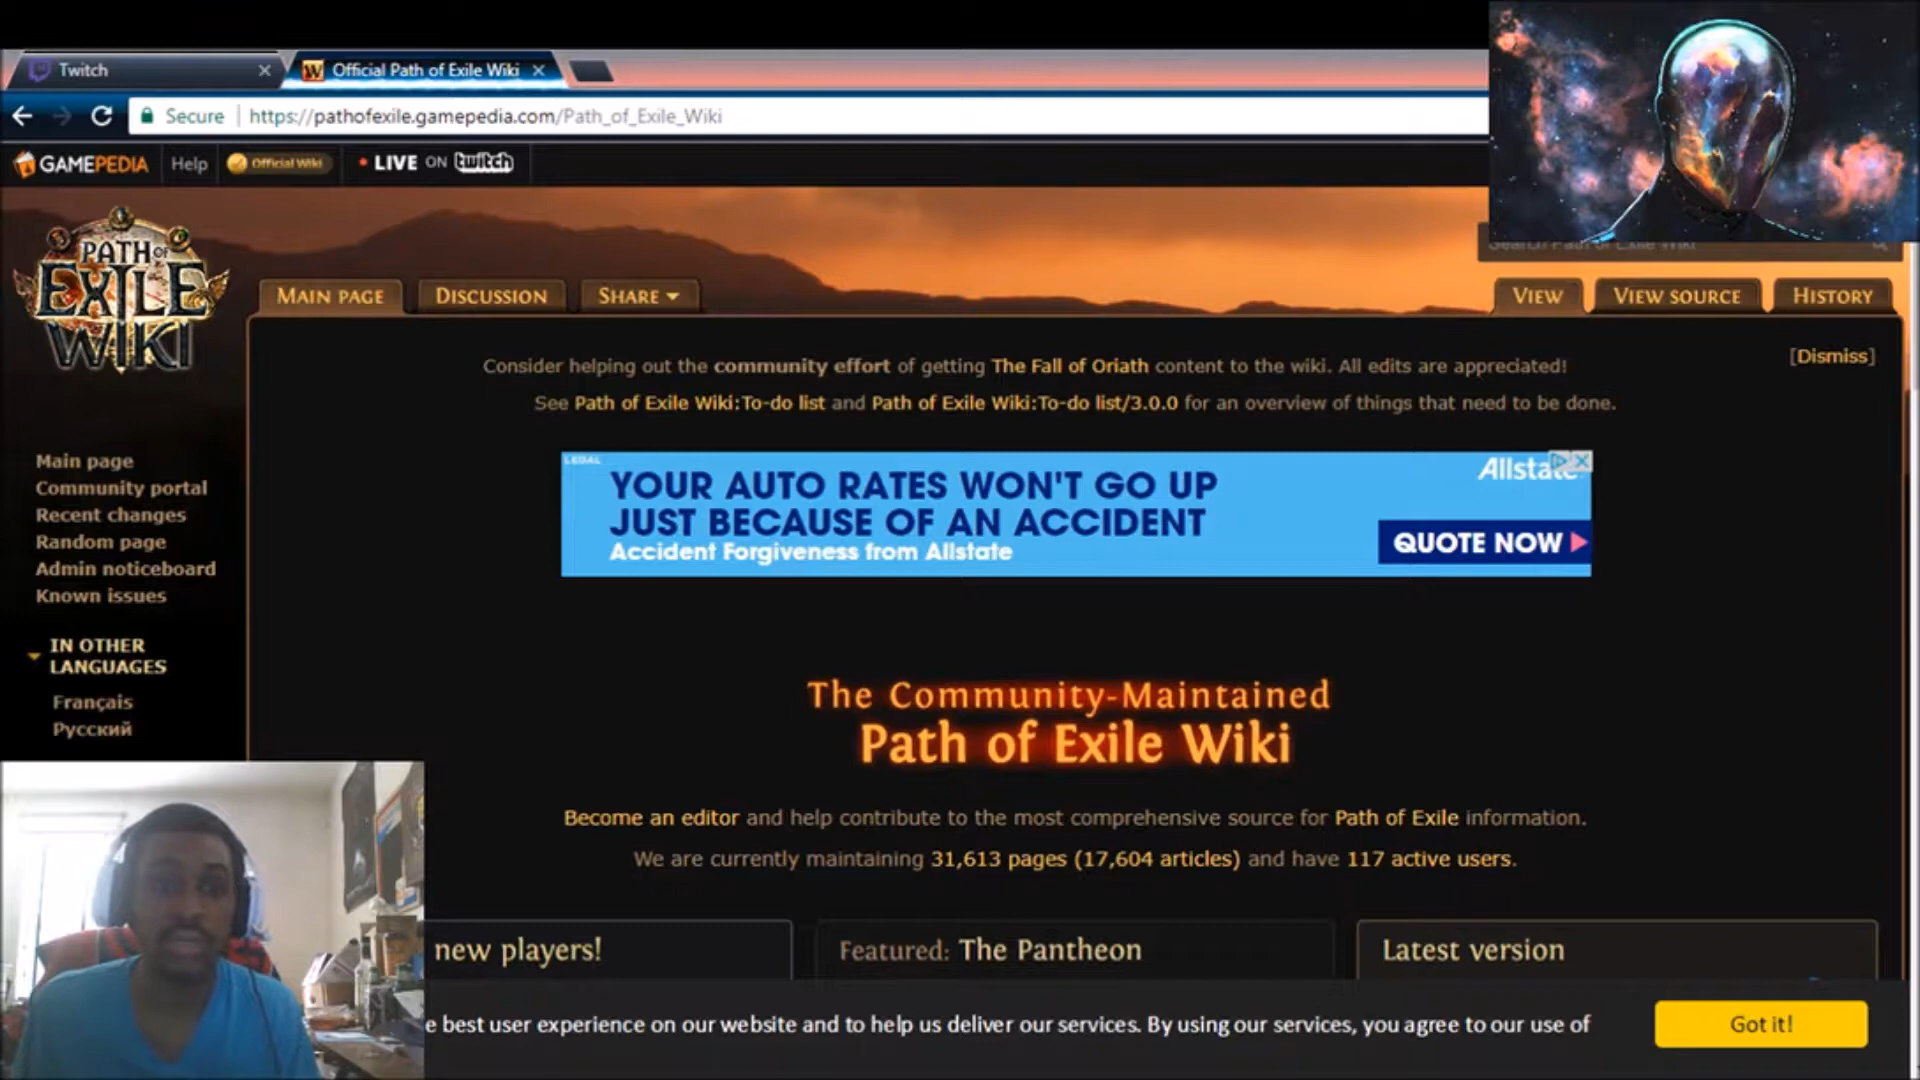 Twitch
Official Path of Exile Wiki
Secure
https://pathofexile.gamepedia.com/Path_of_Exile_Wiki
GAMEPEDIA
Help
Official Wiki
LIVE ON twitch
PATH OF
EXILE
WIKI
Search Path of Exile Wiki
MAIN PAGE
DISCUSSION
SHARE
VIEW
VIEW SOURCE
HISTORY
Consider helping out the community effort of getting The Fall of Oriath content to the wiki. All edits are appreciated!
[Dismiss]
See Path of Exile Wiki:To-do list and Path of Exile Wiki:To-do list/3.0.0 for an overview of things that need to be done.
LEGAL
YOUR AUTO RATES WON'T GO UP
JUST BECAUSE OF AN ACCIDENT
Accident Forgiveness from Allstate
Allstate
QUOTE NOW
Main page
Community portal
Recent changes
Random page
Admin noticeboard
Known issues
IN OTHER
LANGUAGES
Français
Русский
The Community-Maintained
Path of Exile Wiki
Become an editor and help contribute to the most comprehensive source for Path of Exile information.
We are currently maintaining 31,613 pages (17,604 articles) and have 117 active users.
new players!
Featured: The Pantheon
Latest version
e best user experience on our website and to help us deliver our services. By using our services, you agree to our use of
Got it!